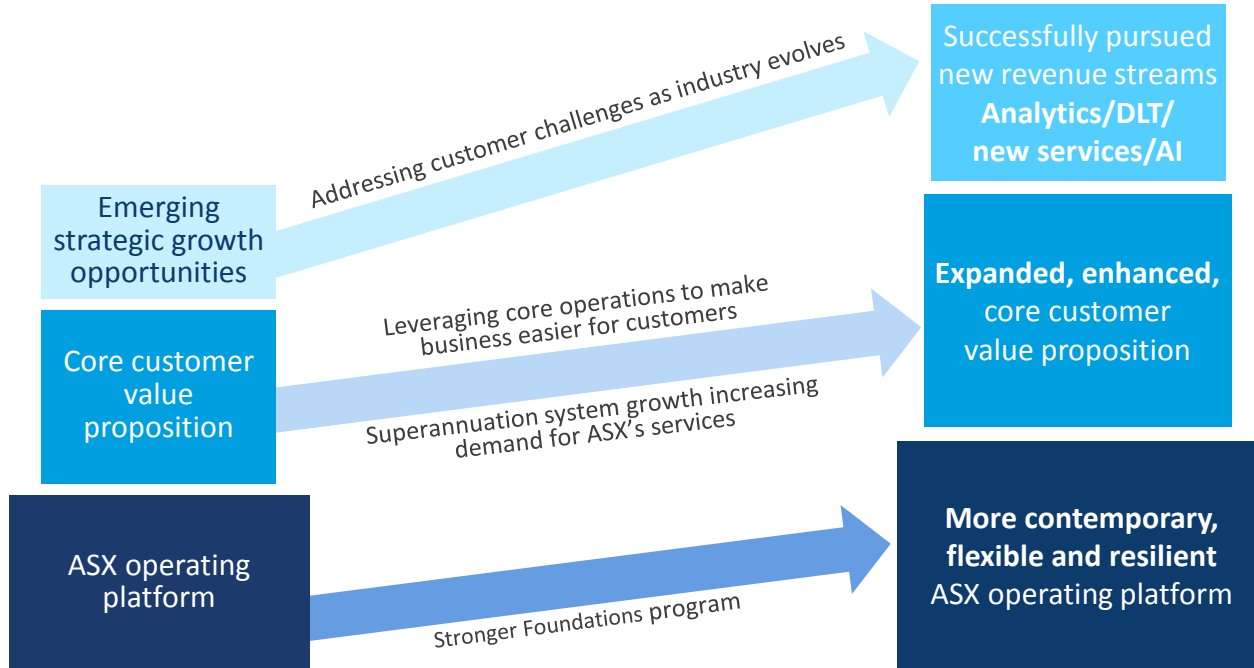 Successfully pursued
new revenue streams
Analytics/DLT/
new services/AI
Addressing customer challenges as industry evolves
Emerging
strategic growth
opportunities
Leveraging core operations to make
business easier for customers
Expanded, enhanced,
core customer
value proposition
Core customer
value
proposition
Superannuation system growth increasing
demand for ASX's services
More contemporary,
flexible and resilient
ASX operating platform
ASX operating
platform
Stronger Foundations program